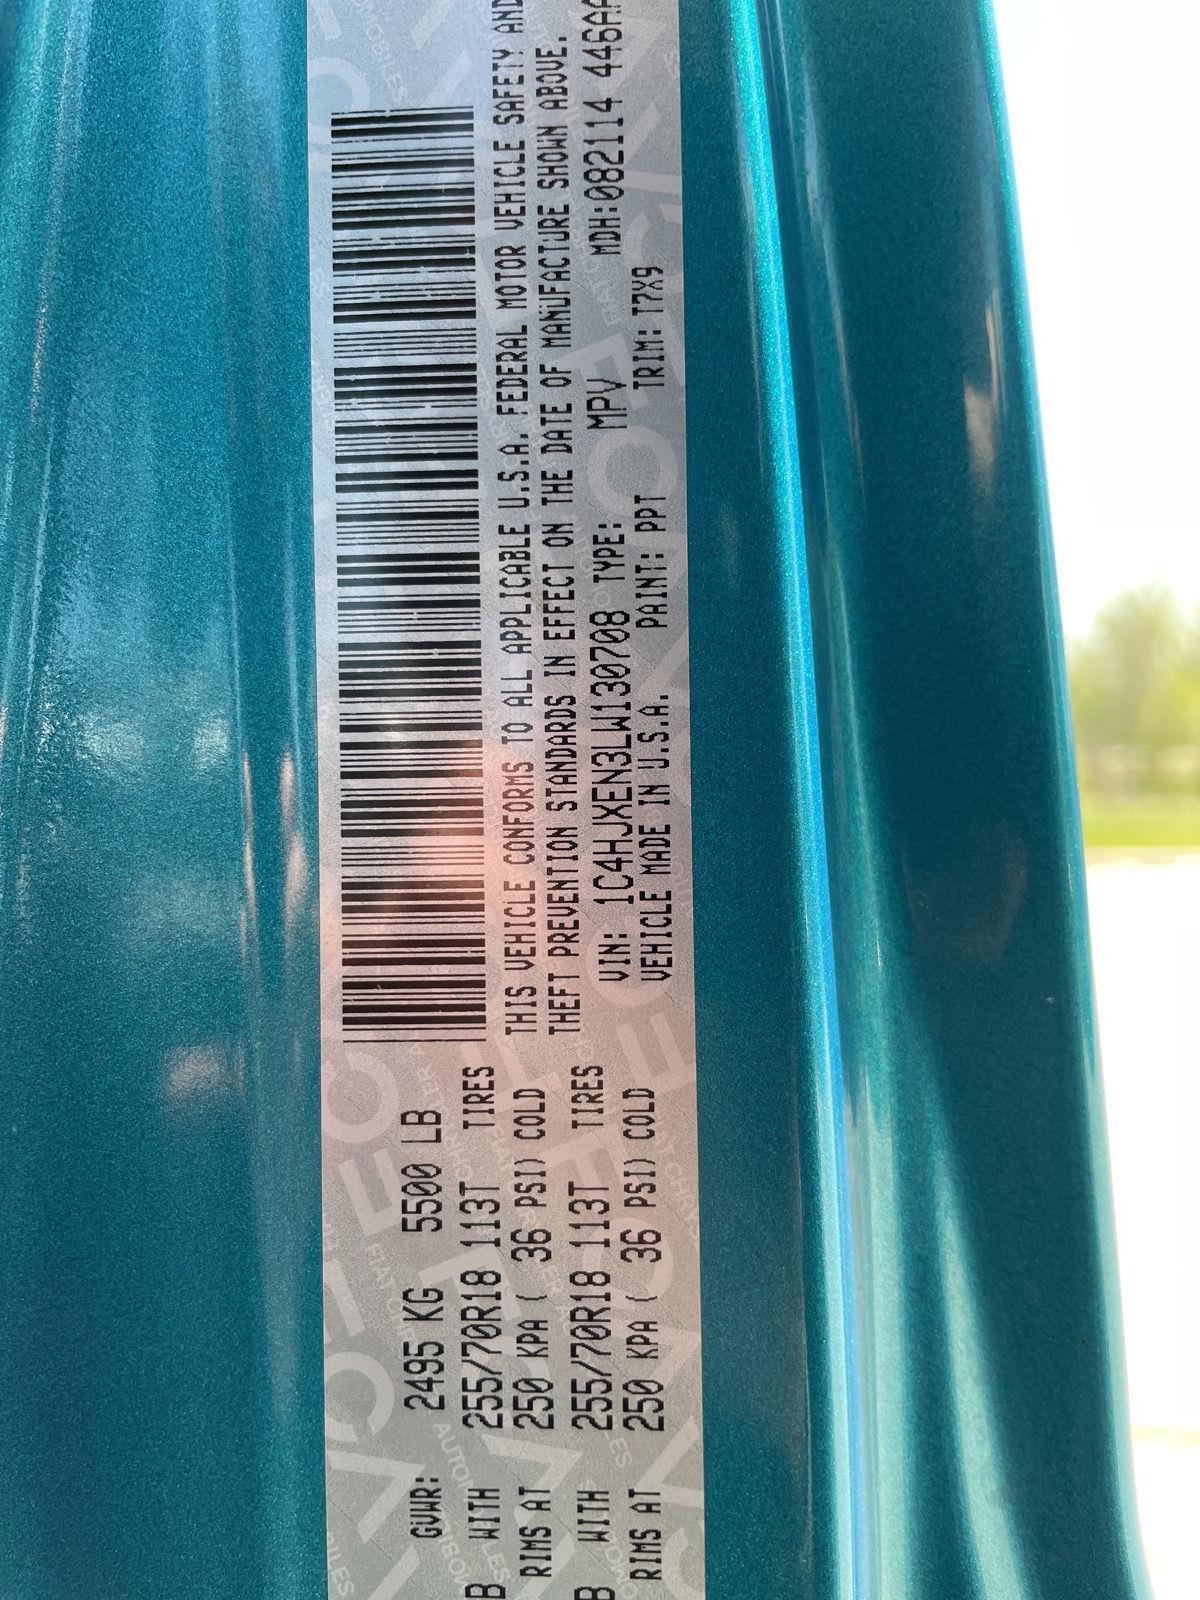 GVWR: 2495 KG 5500 LB
B WITH 255/70R18 113T TIRES
RIMS AT 250 KPA ( 36 PSI) COLD
B WITH 255/70R18 113T TIRES
RIMS AT 250 KPA ( 36 PSI) COLD
THIS VEHICLE CONFORMS TO ALL APPLICABLE U.S.A. FEDERAL MOTOR VEHICLE SAFETY AND
THEFT PREVENTION STANDARDS IN EFFECT ON THE DATE OF MANUFACTURE SHOWN ABOVE.
VIN: 1C4HJXEN3LW130708 TYPE: MPV MDH:082114 446AA
VEHICLE MADE IN U.S.A. PAINT: PPT TRIM: T7X9